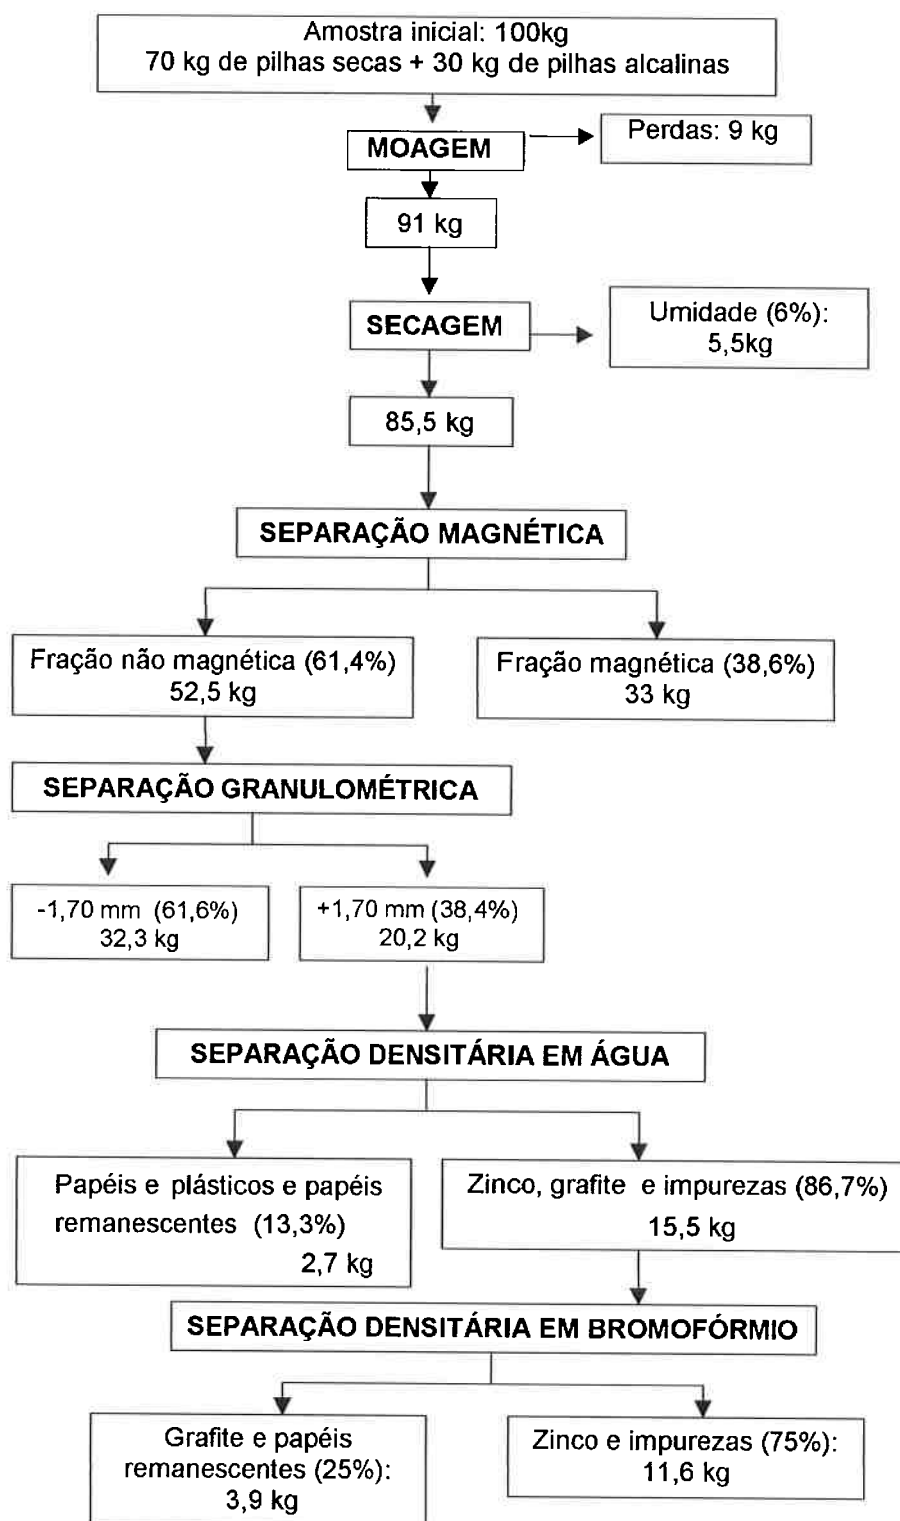 Amostra inicial: 100kg
70 kg de pilhas secas + 30 kg de pilhas alcalinas
MOAGEM
Perdas: 9 kg
91 kg
SECAGEM
Umidade (6%):
5,5kg
85,5 kg
SEPARAÇÃO MAGNÉTICA
Fração não magnética (61,4%)
52,5 kg
Fração magnética (38,6%)
33 kg
SEPARAÇÃO GRANULOMÉTRICA
-1,70 mm (61,6%)
32,3 kg
+1,70 mm (38,4%)
20,2 kg
SEPARAÇÃO DENSITÁRIA EM ÁGUA
Papéis e plásticos e papéis
remanescentes (13,3%)
2,7 kg
Zinco, grafite e impurezas (86,7%)
15,5 kg
SEPARAÇÃO DENSITÁRIA EM BROMOFÓRMIO
Grafite e papéis
remanescentes (25%):
3,9 kg
Zinco e impurezas (75%):
11,6 kg